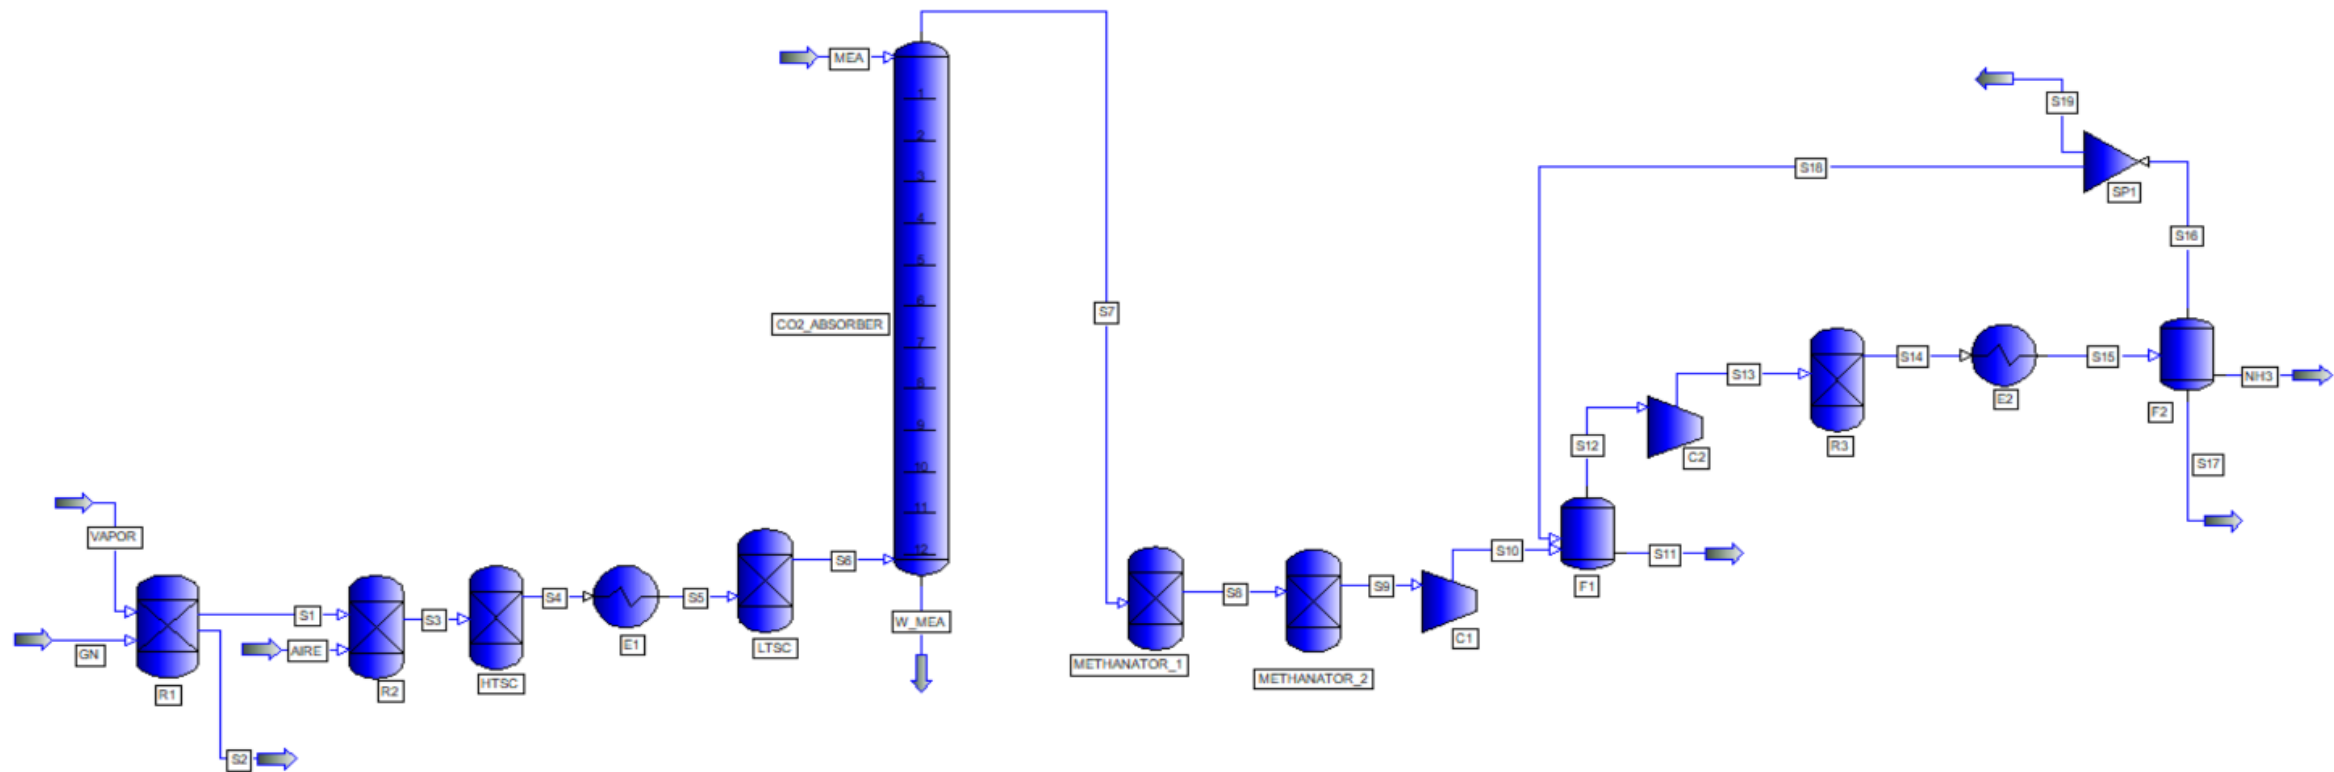 MEA
1
2
3
4
5
6
7
8
9
10
11
12
CO2_ABSORBER
W_MEA
VAPOR
GN
R1
S1
S2
AIRE
R2
S3
HTSC
S4
E1
S5
LTSC
S6
S7
METHANATOR_1
S8
METHANATOR_2
S9
C1
S10
F1
S11
S12
C2
S13
R3
S14
E2
S15
F2
NH3
S17
S16
SP1
S18
S19